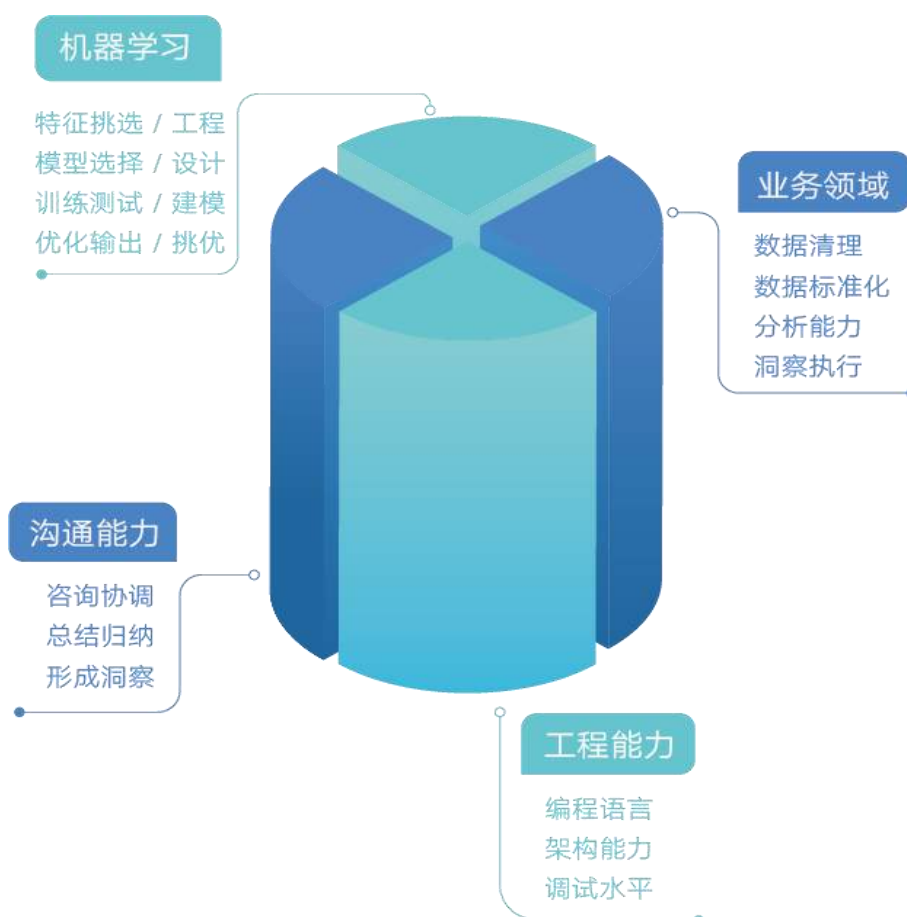 机器学习
特征挑选 / 工程
模型选择 / 设计
训练测试 / 建模
优化输出 / 挑优
业务领域
数据清理
数据标准化
分析能力
洞察执行
沟通能力
咨询协调
总结归纳
形成洞察
工程能力
编程语言
架构能力
调试水平